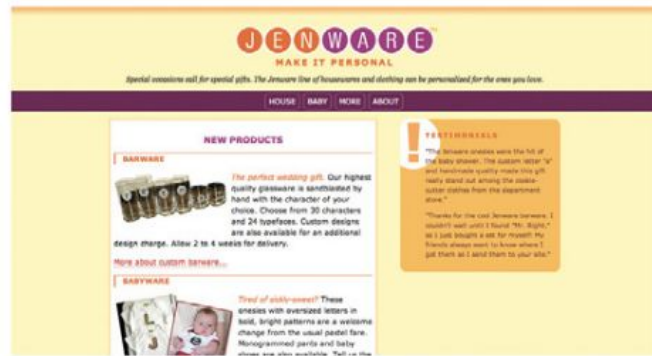 JENWARE™
MAKE IT PERSONAL
Special occasions call for special gifts. The Jenware line of housewares and clothing can be personalized for the ones you love.
HOUSE BABY MORE ABOUT
NEW PRODUCTS
BARWARE
The perfect wedding gift. Our highest
quality glassware is sandblasted by
hand with the character of your
choice. Choose from 30 characters
and 24 typefaces. Custom designs
are also available for an additional
design charge. Allow 2 to 4 weeks for delivery.
More about custom barware...
BABYWARE
Tired of sickly-sweet? These
onesies with oversized letters in
bold, bright patterns are a welcome
change from the usual pastel fare.
Monogrammed pants and baby
shoes are also available. Tell us the
!
TESTIMONIALS
"The Jenware onesies were the hit of
the baby shower. The custom letter "a"
and handmade quality made this gift
really stand out among the cookie-
cutter clothes from the department
store."
"Thanks for the cool Jenware barware. I
couldn't wait until I found "Mr. Right,"
so I just bought a set for myself! My
friends always want to know where I
got them so I send them to your site."